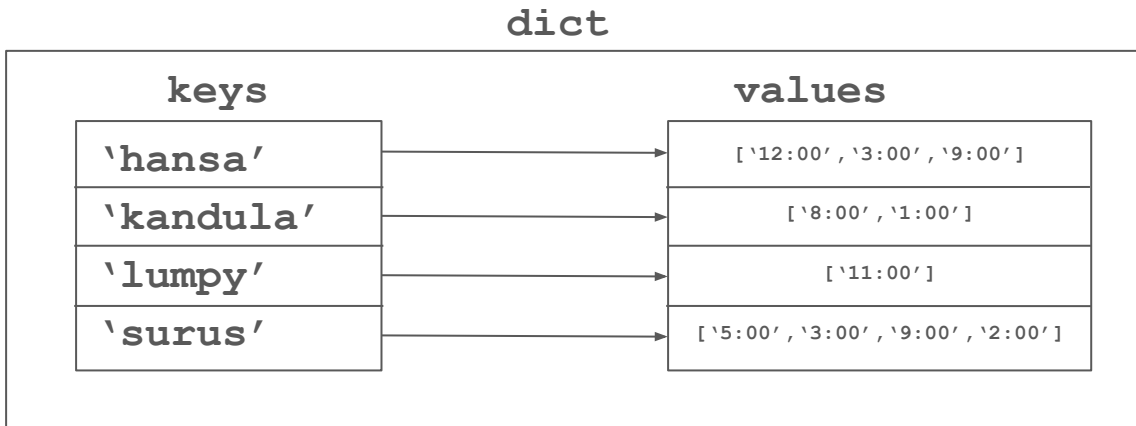 dict
keys values
‘hansa’ [‘12:00’,‘3:00’,‘9:00’]
‘kandula’ [‘8:00’,‘1:00’]
‘lumpy’ [‘11:00’]
‘surus’ [‘5:00’,‘3:00’,‘9:00’,‘2:00’]